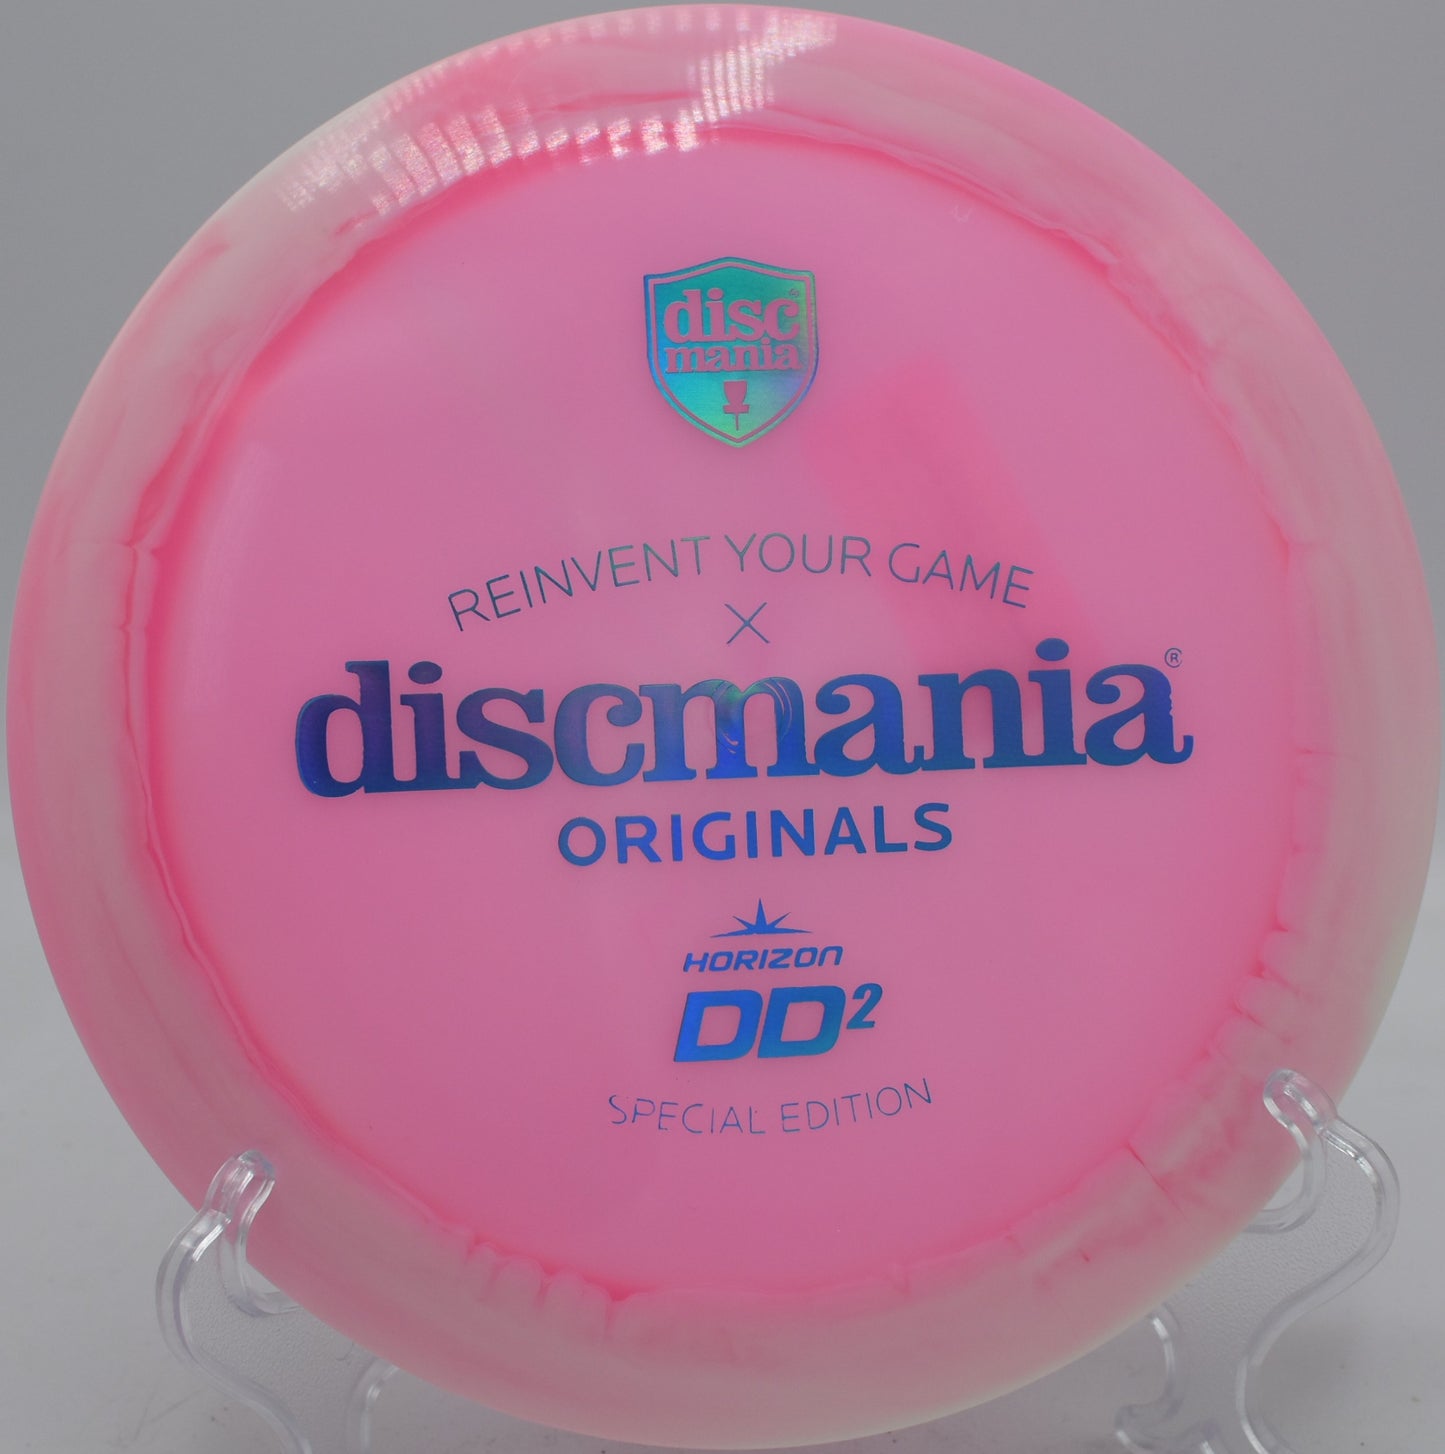 disc®
mania
REINVENT YOUR GAME
X
discmania®
ORIGINALS
HORIZON
DD2
SPECIAL EDITION